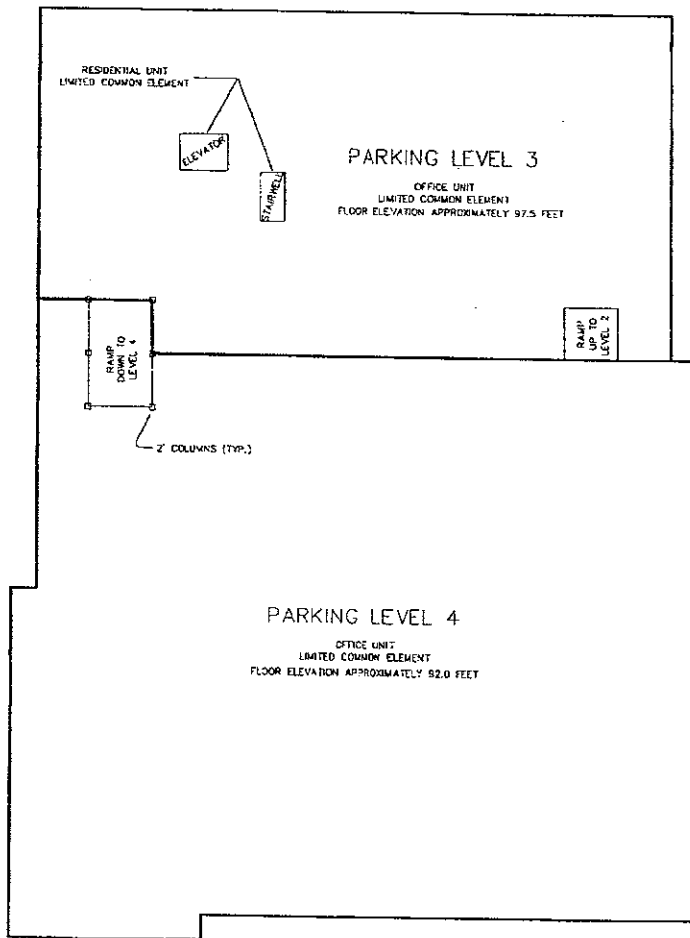 RESIDENTIAL UNIT
LIMITED COMMON ELEMENT
ELEVATOR
STAIRWELL
PARKING LEVEL 3
OFFICE UNIT
LIMITED COMMON ELEMENT
FLOOR ELEVATION APPROXIMATELY 97.5 FEET
RAMP
DOWN TO
LEVEL 4
RAMP
UP TO
LEVEL 2
2' COLUMNS (TYP.)
PARKING LEVEL 4
OFFICE UNIT
LIMITED COMMON ELEMENT
FLOOR ELEVATION APPROXIMATELY 92.0 FEET